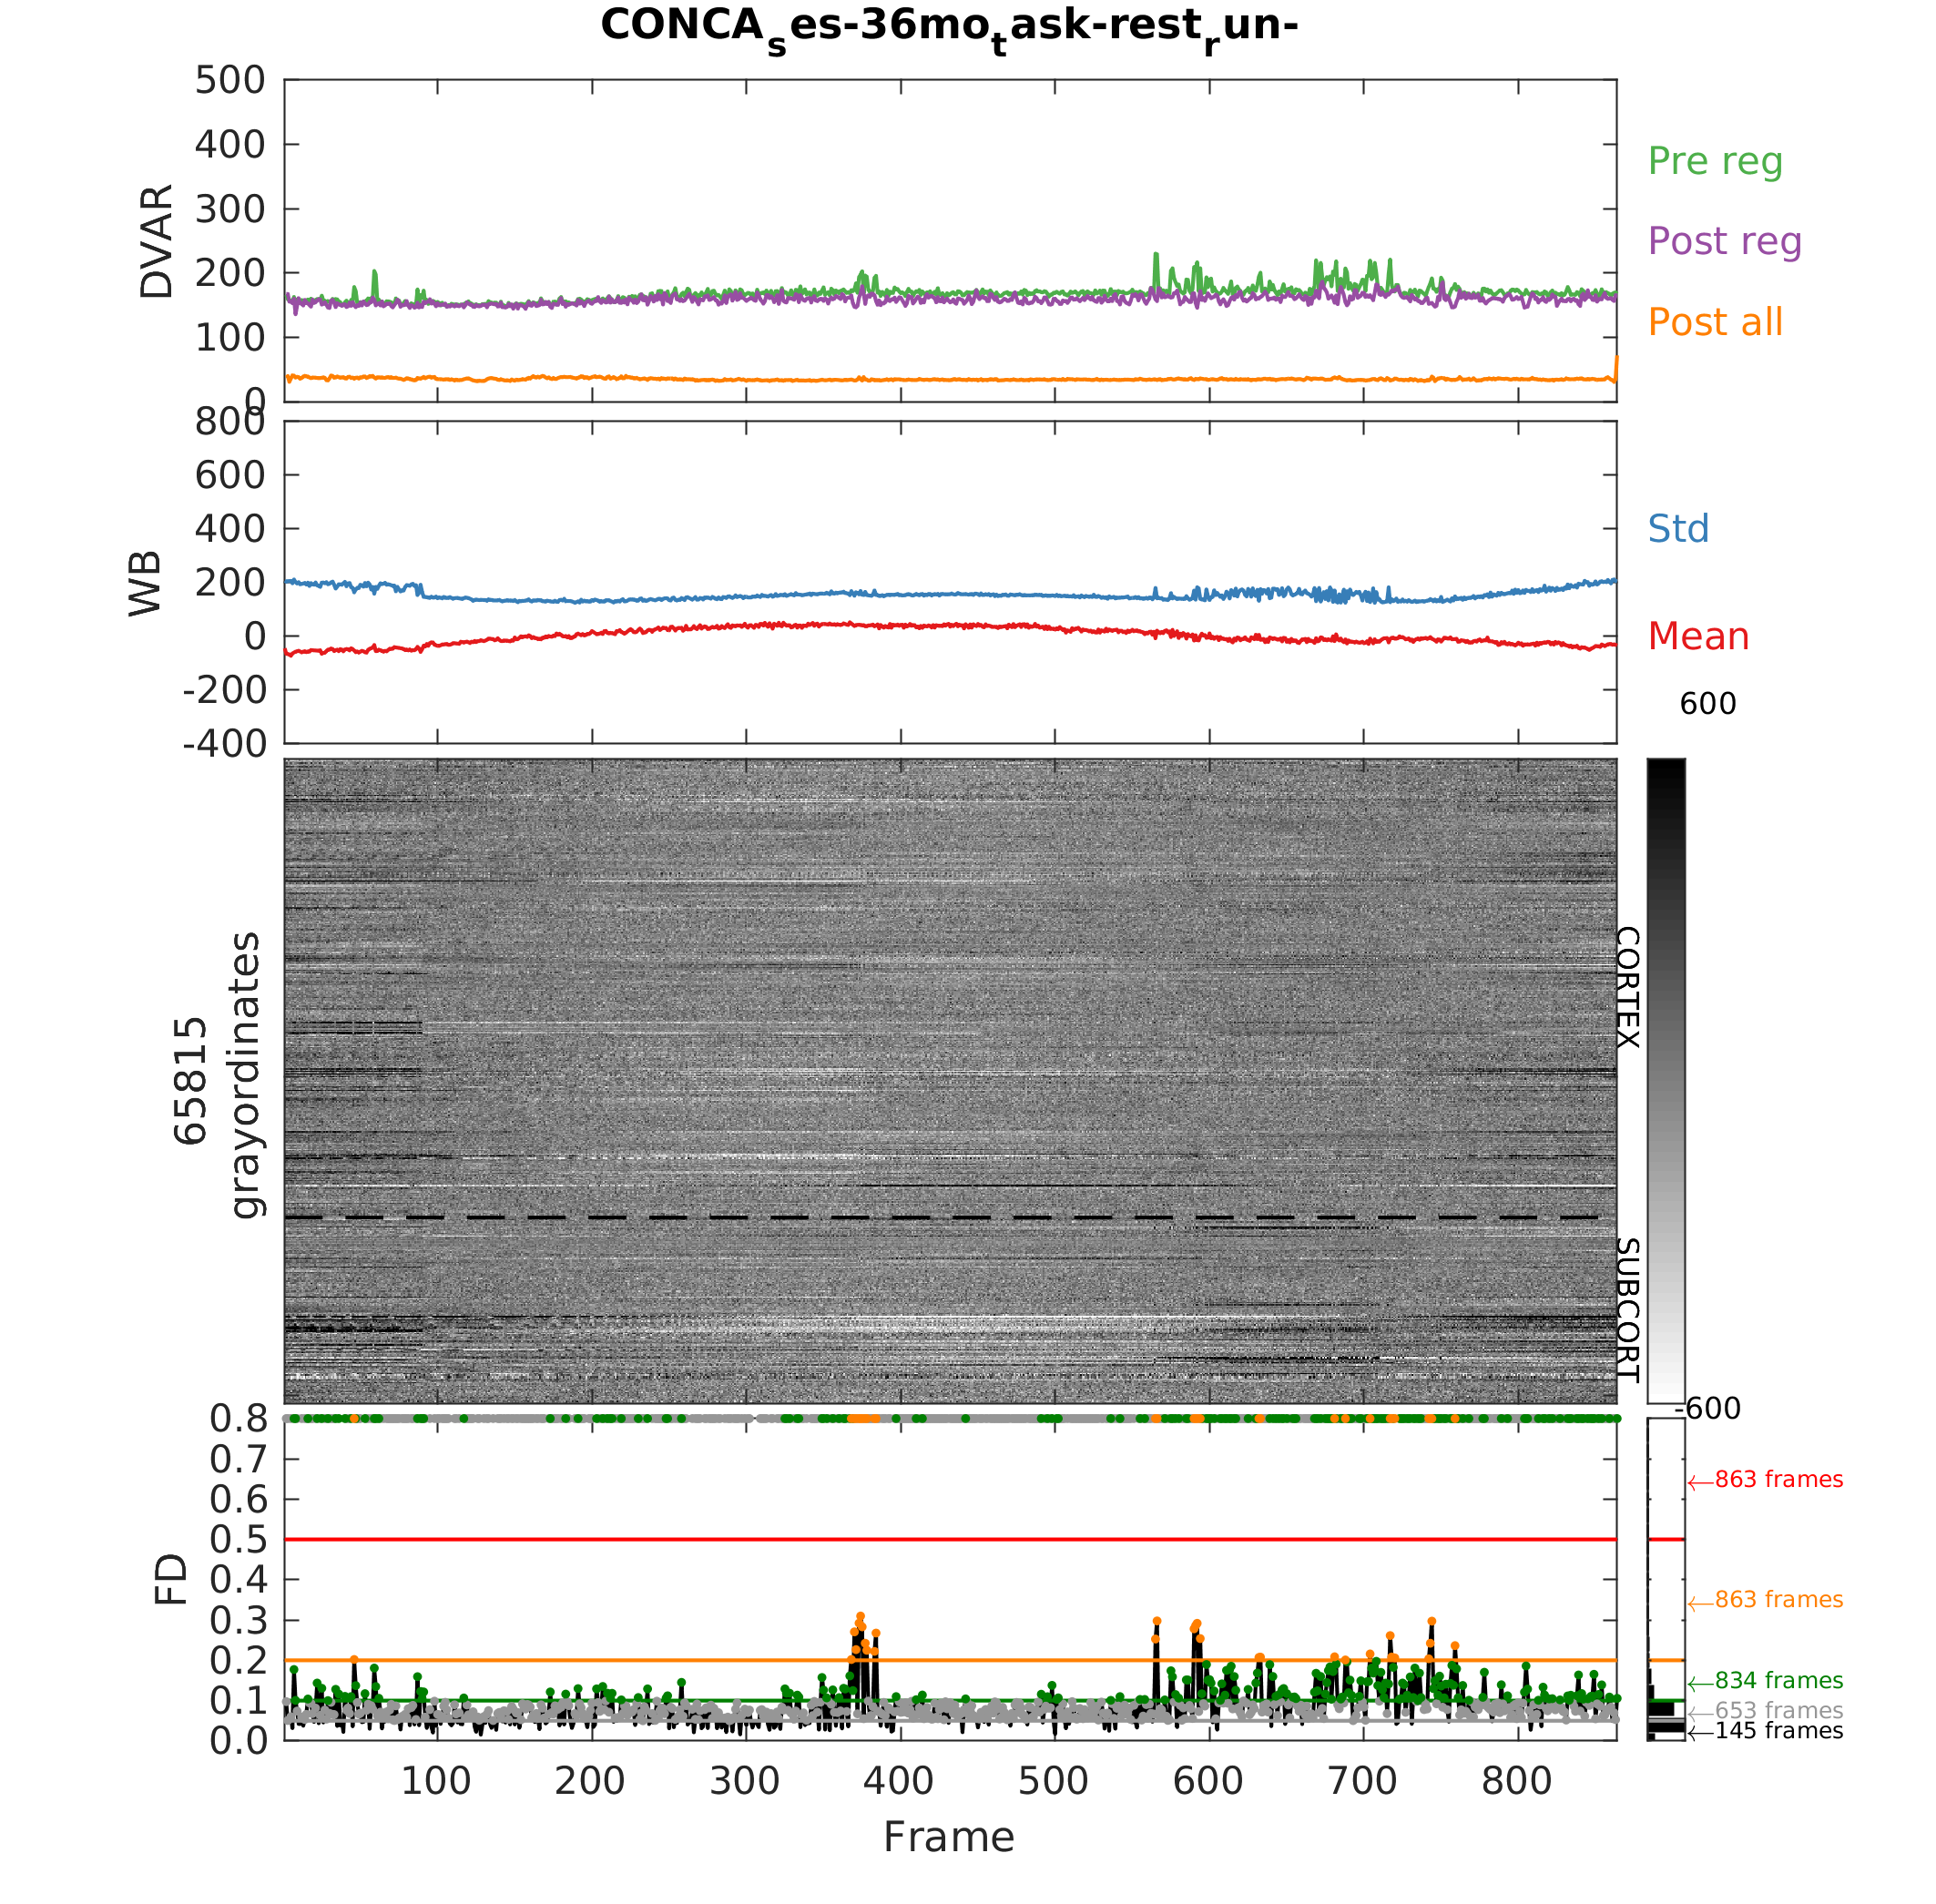 CONCAses-36motask-restrun-
500
400
300
200
100
0
DVAR
Pre reg
Post reg
Post all
800
600
400
200
0
-200
-400
WB
Std
Mean
600
65815
grayordinates
CORTEX
SUBCORT
-600
0.8
0.7
0.6
0.5
0.4
0.3
0.2
0.1
0.0
FD
←863 frames
←863 frames
←834 frames
←653 frames
←145 frames
100 200 300 400 500 600 700 800
Frame